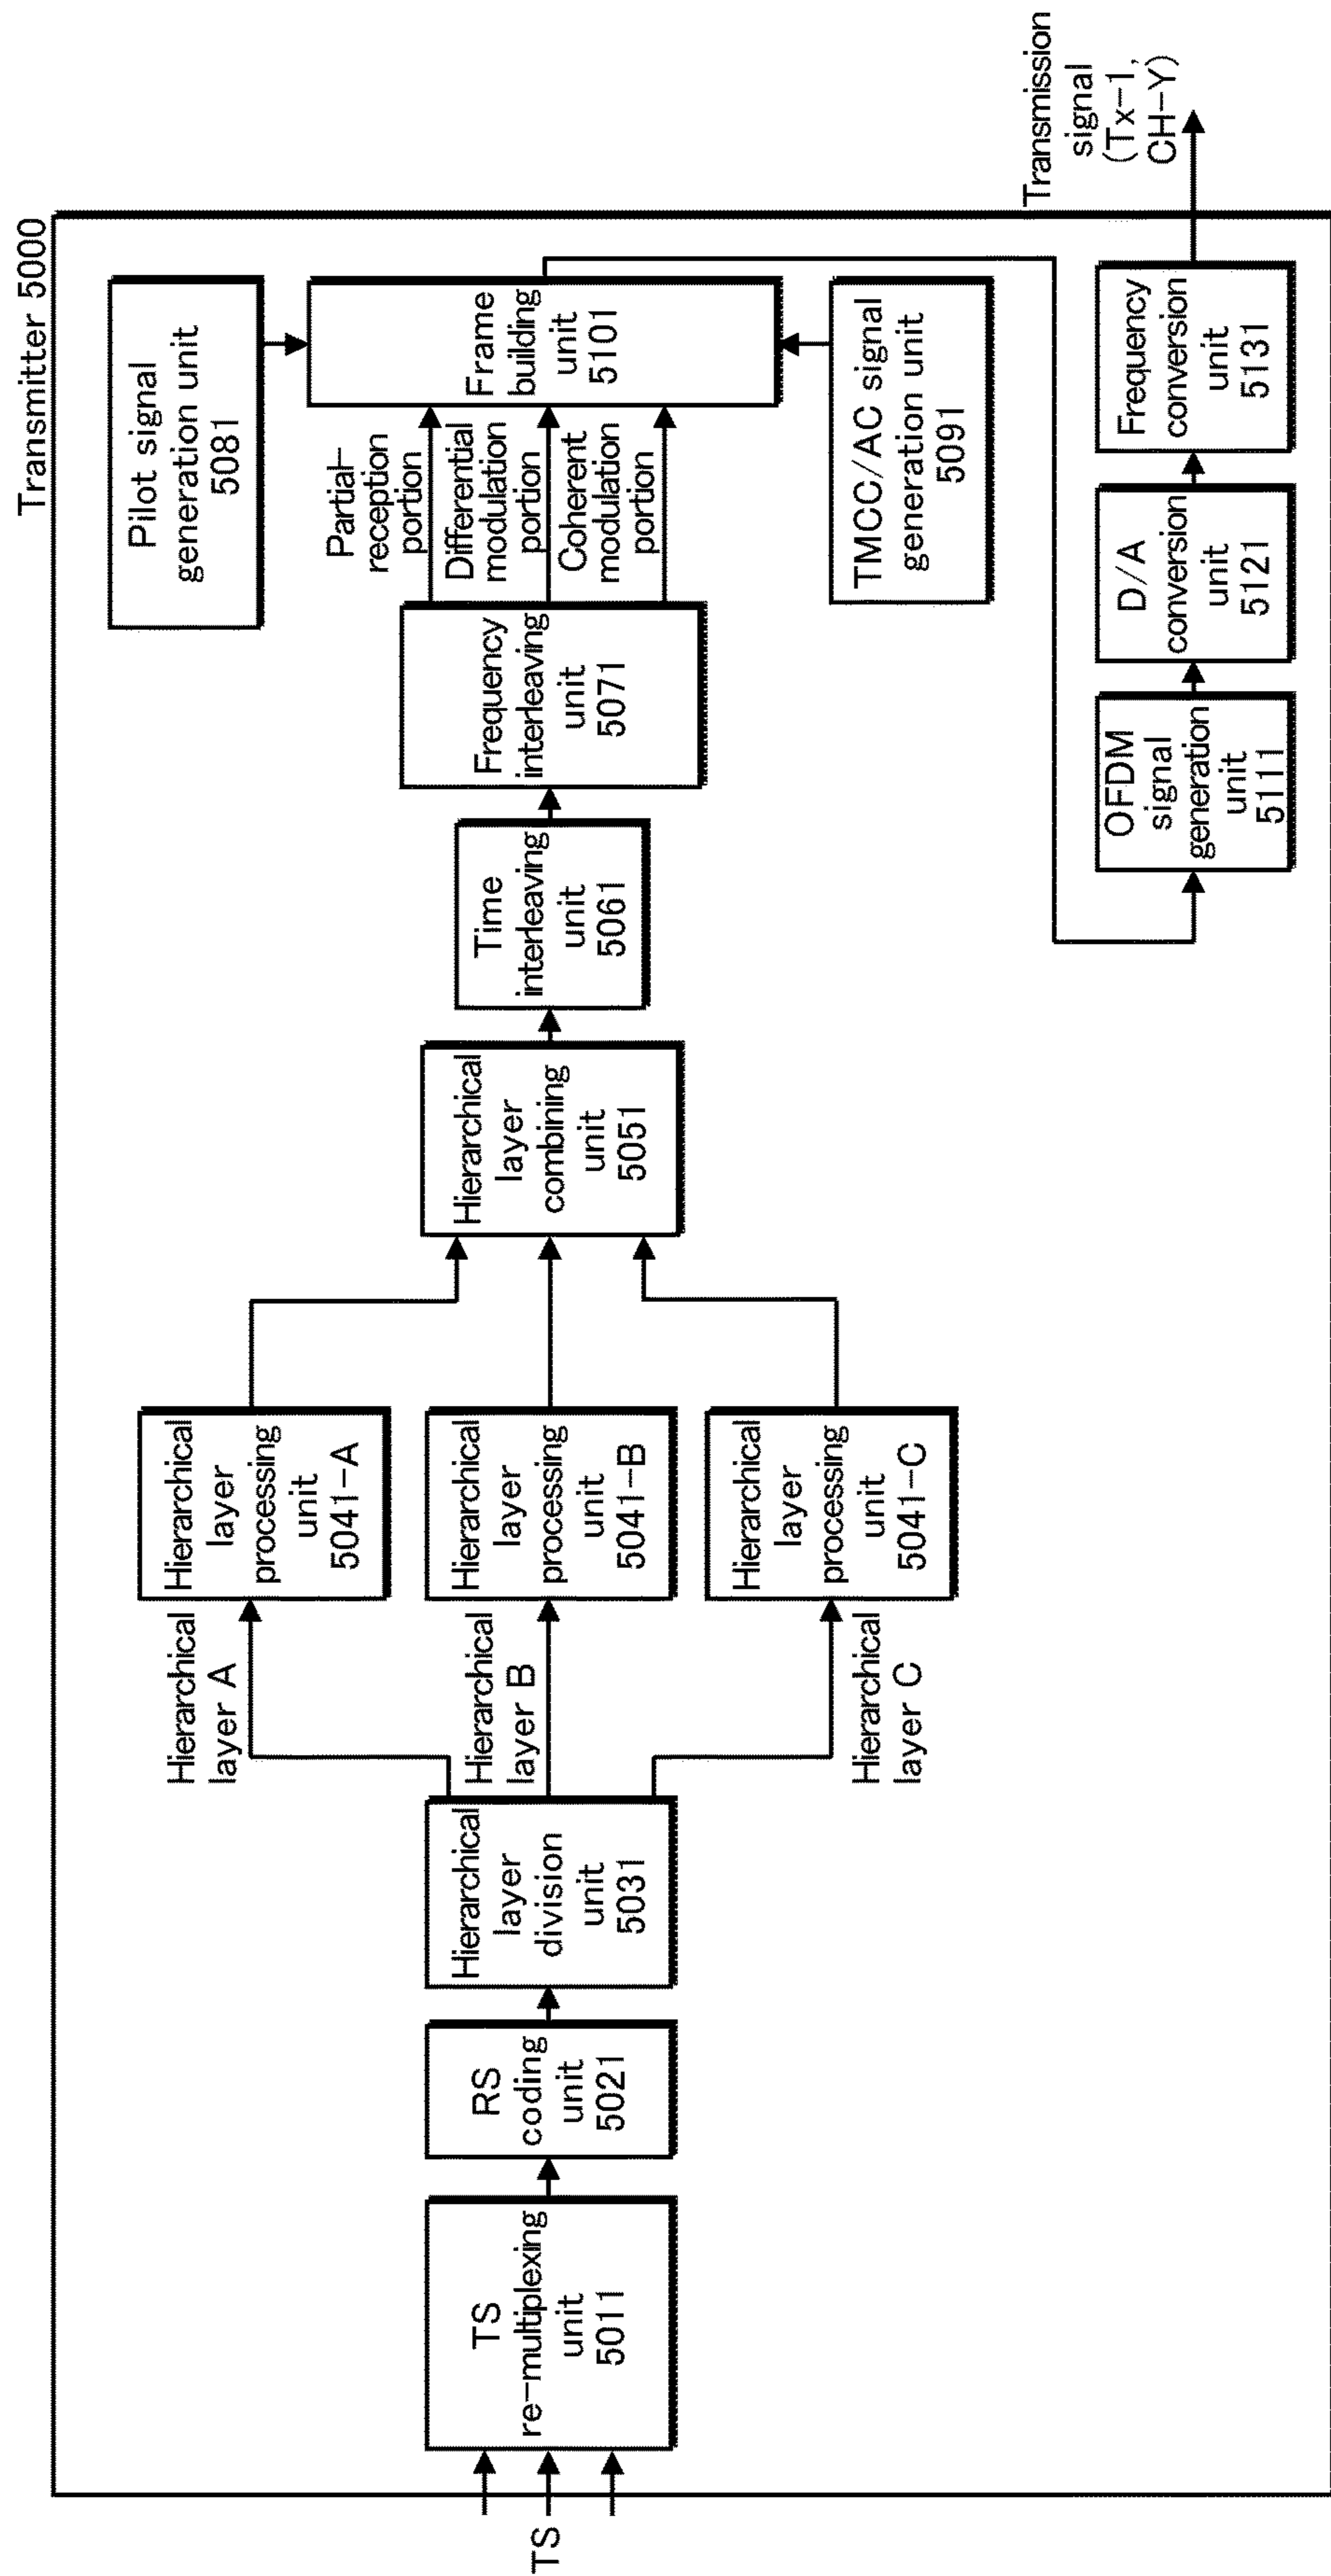 Transmitter 5000
TS
TS
re-multiplexing
unit
5011
RS
coding
unit
5021
Hierarchical
layer
division
unit
5031
Hierarchical
layer A
Hierarchical
layer B
Hierarchical
layer C
Hierarchical
layer
processing
unit
5041-A
Hierarchical
layer
processing
unit
5041-B
Hierarchical
layer
processing
unit
5041-C
Hierarchical
layer
combining
unit
5051
Time
interleaving
unit
5061
Frequency
interleaving
unit
5071
Partial-
reception
portion
Differential
modulation
portion
Coherent
modulation
portion
Pilot signal
generation unit
5081
Frame
building
unit
5101
TMCC/AC signal
generation unit
5091
OFDM
signal
generation
unit
5111
D/A
conversion
unit
5121
Frequency
conversion
unit
5131
Transmission
signal
(Tx-1,
CH-Y)